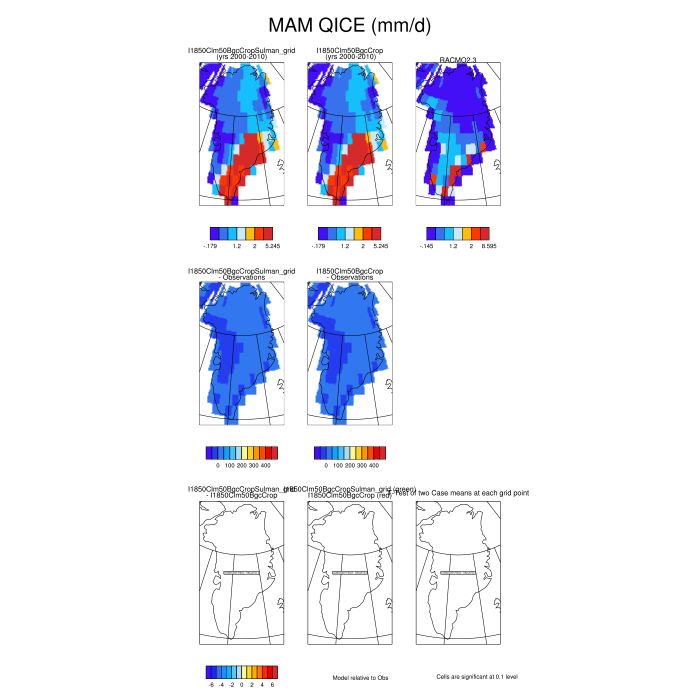 MAM QICE (mm/d)
I1850Clm50BgcCropSulman_grid
(yrs 2000-2010)
I1850Clm50BgcCrop
(yrs 2000-2010)
RACMO2.3
-.179 1.2 2 5.245
-.179 1.2 2 5.245
-.145 1.2 2 8.595
I1850Clm50BgcCropSulman_grid
- Observations
I1850Clm50BgcCrop
- Observations
0 100 200 300 400
0 100 200 300 400
I1850Clm50BgcCropSulman_grid
- I1850Clm50BgcCrop
I1850Clm50BgcCropSulman_grid (green)
I1850Clm50BgcCrop (red)
Test of two Case means at each grid point
-6 -4 -2 0 2 4 6
Model relative to Obs
Cells are significant at 0.1 level